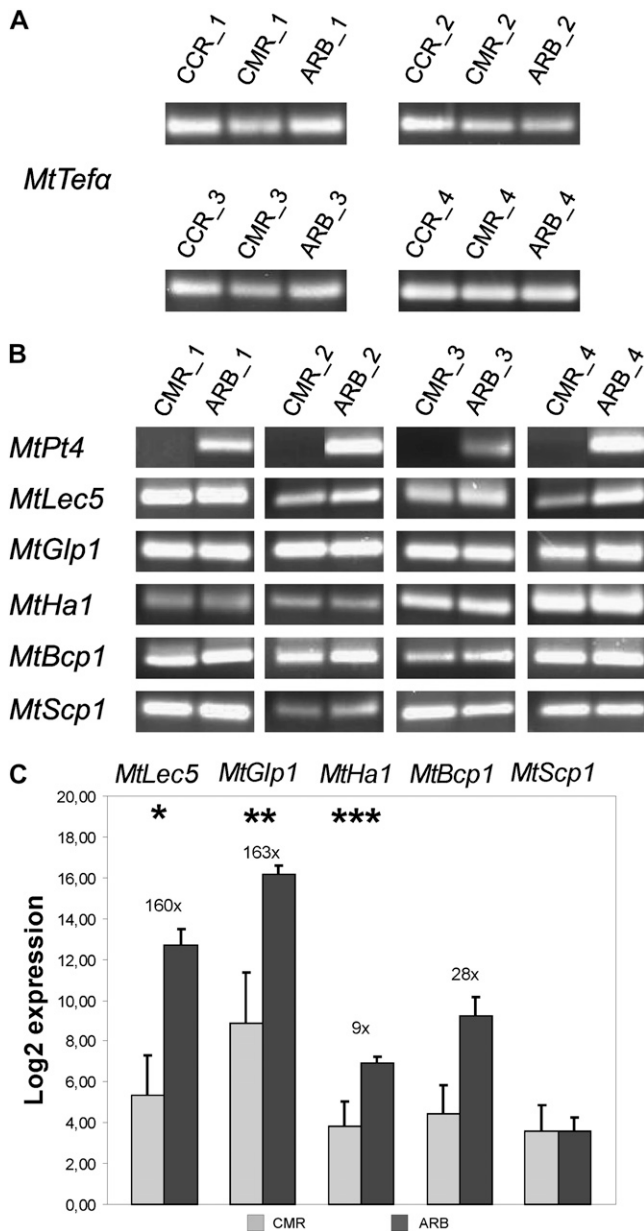 A
CCR_1 CMR_1 ARB_1 CCR_2 CMR_2 ARB_2
MtTefα
CCR_3 CMR_3 ARB_3 CCR_4 CMR_4 ARB_4
B
CMR_1 ARB_1 CMR_2 ARB_2 CMR_3 ARB_3 CMR_4 ARB_4
MtPt4
MtLec5
MtGlp1
MtHa1
MtBcp1
MtScp1
C
MtLec5 MtGlp1 MtHa1 MtBcp1 MtScp1
20,00
* ** ***
18,00
163x
16,00
160x
14,00
12,00
28x
10,00
9x
8,00
6,00
4,00
2,00
0,00
Log2 expression
CMR ARB